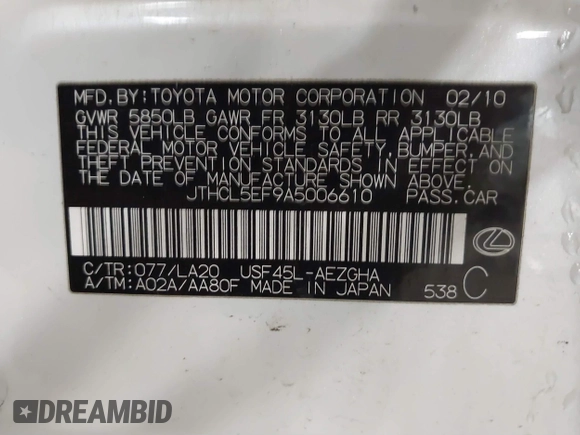 MFD. BY: TOYOTA MOTOR CORPORATION 02/10
GVWR 5850LB GAWR FR 3130LB RR 3130LB
THIS VEHICLE CONFORMS TO ALL APPLICABLE
FEDERAL MOTOR VEHICLE SAFETY, BUMPER, AND
THEFT PREVENTION STANDARDS IN EFFECT ON
THE DATE OF MANUFACTURE SHOWN ABOVE.
JTHCL5EF9A5006610 PASS. CAR
C/TR: 077/LA20 USF45L-AEZGHA
A/TM: A02A/AA80F MADE IN JAPAN 538 C
DREAMBID